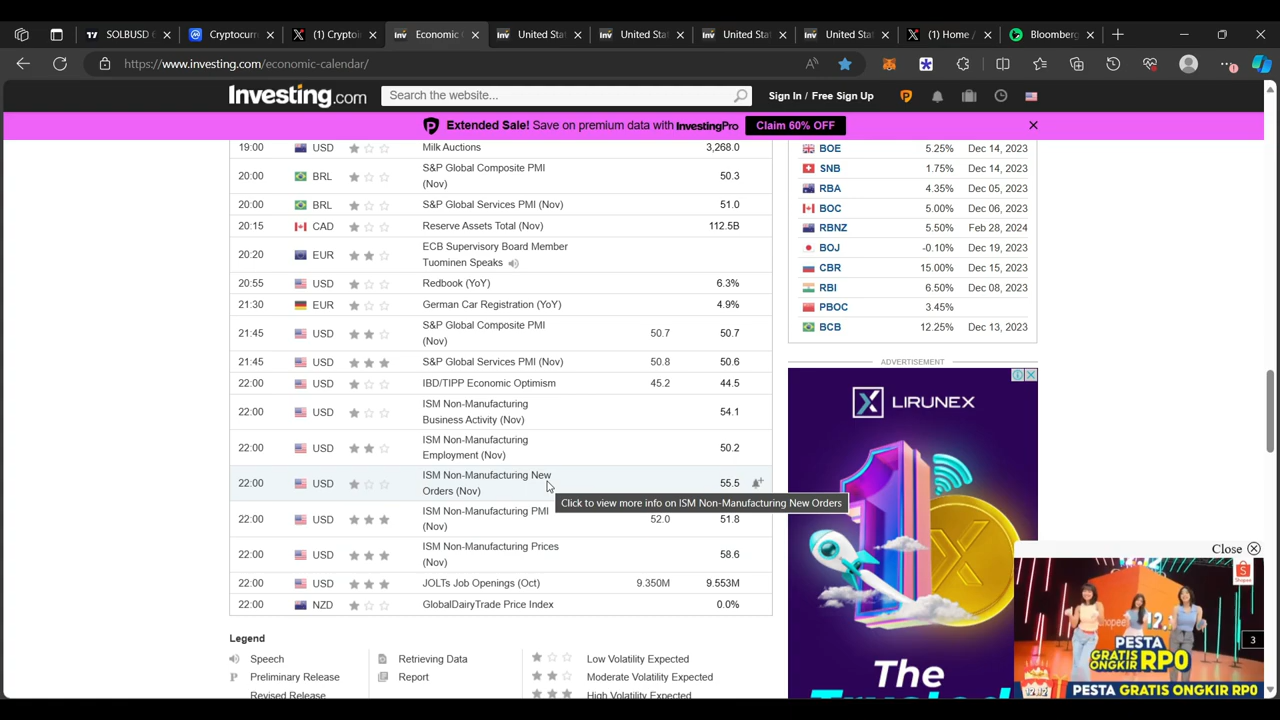 SOLBUSD
Cryptocurr
(1) Cryptoin
Economic
United Stat
United Stat
United Stat
United Stat
(1) Home /
Bloomberg
https://www.investing.com/economic-calendar/
Investing.com
Search the website...
Sign In / Free Sign Up
Extended Sale! Save on premium data with InvestingPro
Claim 60% OFF
19:00 USD Milk Auctions 3,268.0
20:00 BRL S&P Global Composite PMI
(Nov) 50.3
20:00 BRL S&P Global Services PMI (Nov) 51.0
20:15 CAD Reserve Assets Total (Nov) 112.5B
20:20 EUR ECB Supervisory Board Member
Tuominen Speaks
20:55 USD Redbook (YoY) 6.3%
21:30 EUR German Car Registration (YoY) 4.9%
21:45 USD S&P Global Composite PMI
(Nov) 50.7 50.7
21:45 USD S&P Global Services PMI (Nov) 50.8 50.6
22:00 USD IBD/TIPP Economic Optimism 45.2 44.5
22:00 USD ISM Non-Manufacturing
Business Activity (Nov) 54.1
22:00 USD ISM Non-Manufacturing
Employment (Nov) 50.2
22:00 USD ISM Non-Manufacturing New
Orders (Nov) 55.5
Click to view more info on ISM Non-Manufacturing New Orders
22:00 USD ISM Non-Manufacturing PMI
(Nov) 52.0 51.8
22:00 USD ISM Non-Manufacturing Prices
(Nov) 58.6
22:00 USD JOLTs Job Openings (Oct) 9.350M 9.553M
22:00 NZD GlobalDairyTrade Price Index 0.0%
Legend
Speech
Retrieving Data
Low Volatility Expected
Preliminary Release
Report
Moderate Volatility Expected
Revised Release
High Volatility Expected
BOE 5.25% Dec 14, 2023
SNB 1.75% Dec 14, 2023
RBA 4.35% Dec 05, 2023
BOC 5.00% Dec 06, 2023
RBNZ 5.50% Feb 28, 2024
BOJ -0.10% Dec 19, 2023
CBR 15.00% Dec 15, 2023
RBI 6.50% Dec 08, 2023
PBOC 3.45%
BCB 12.25% Dec 13, 2023
ADVERTISEMENT
LIRUNEX
The
Close
Shopee
3
PESTA
GRATIS
ONGKIR RP0
PESTA GRATIS ONGKIR RP0